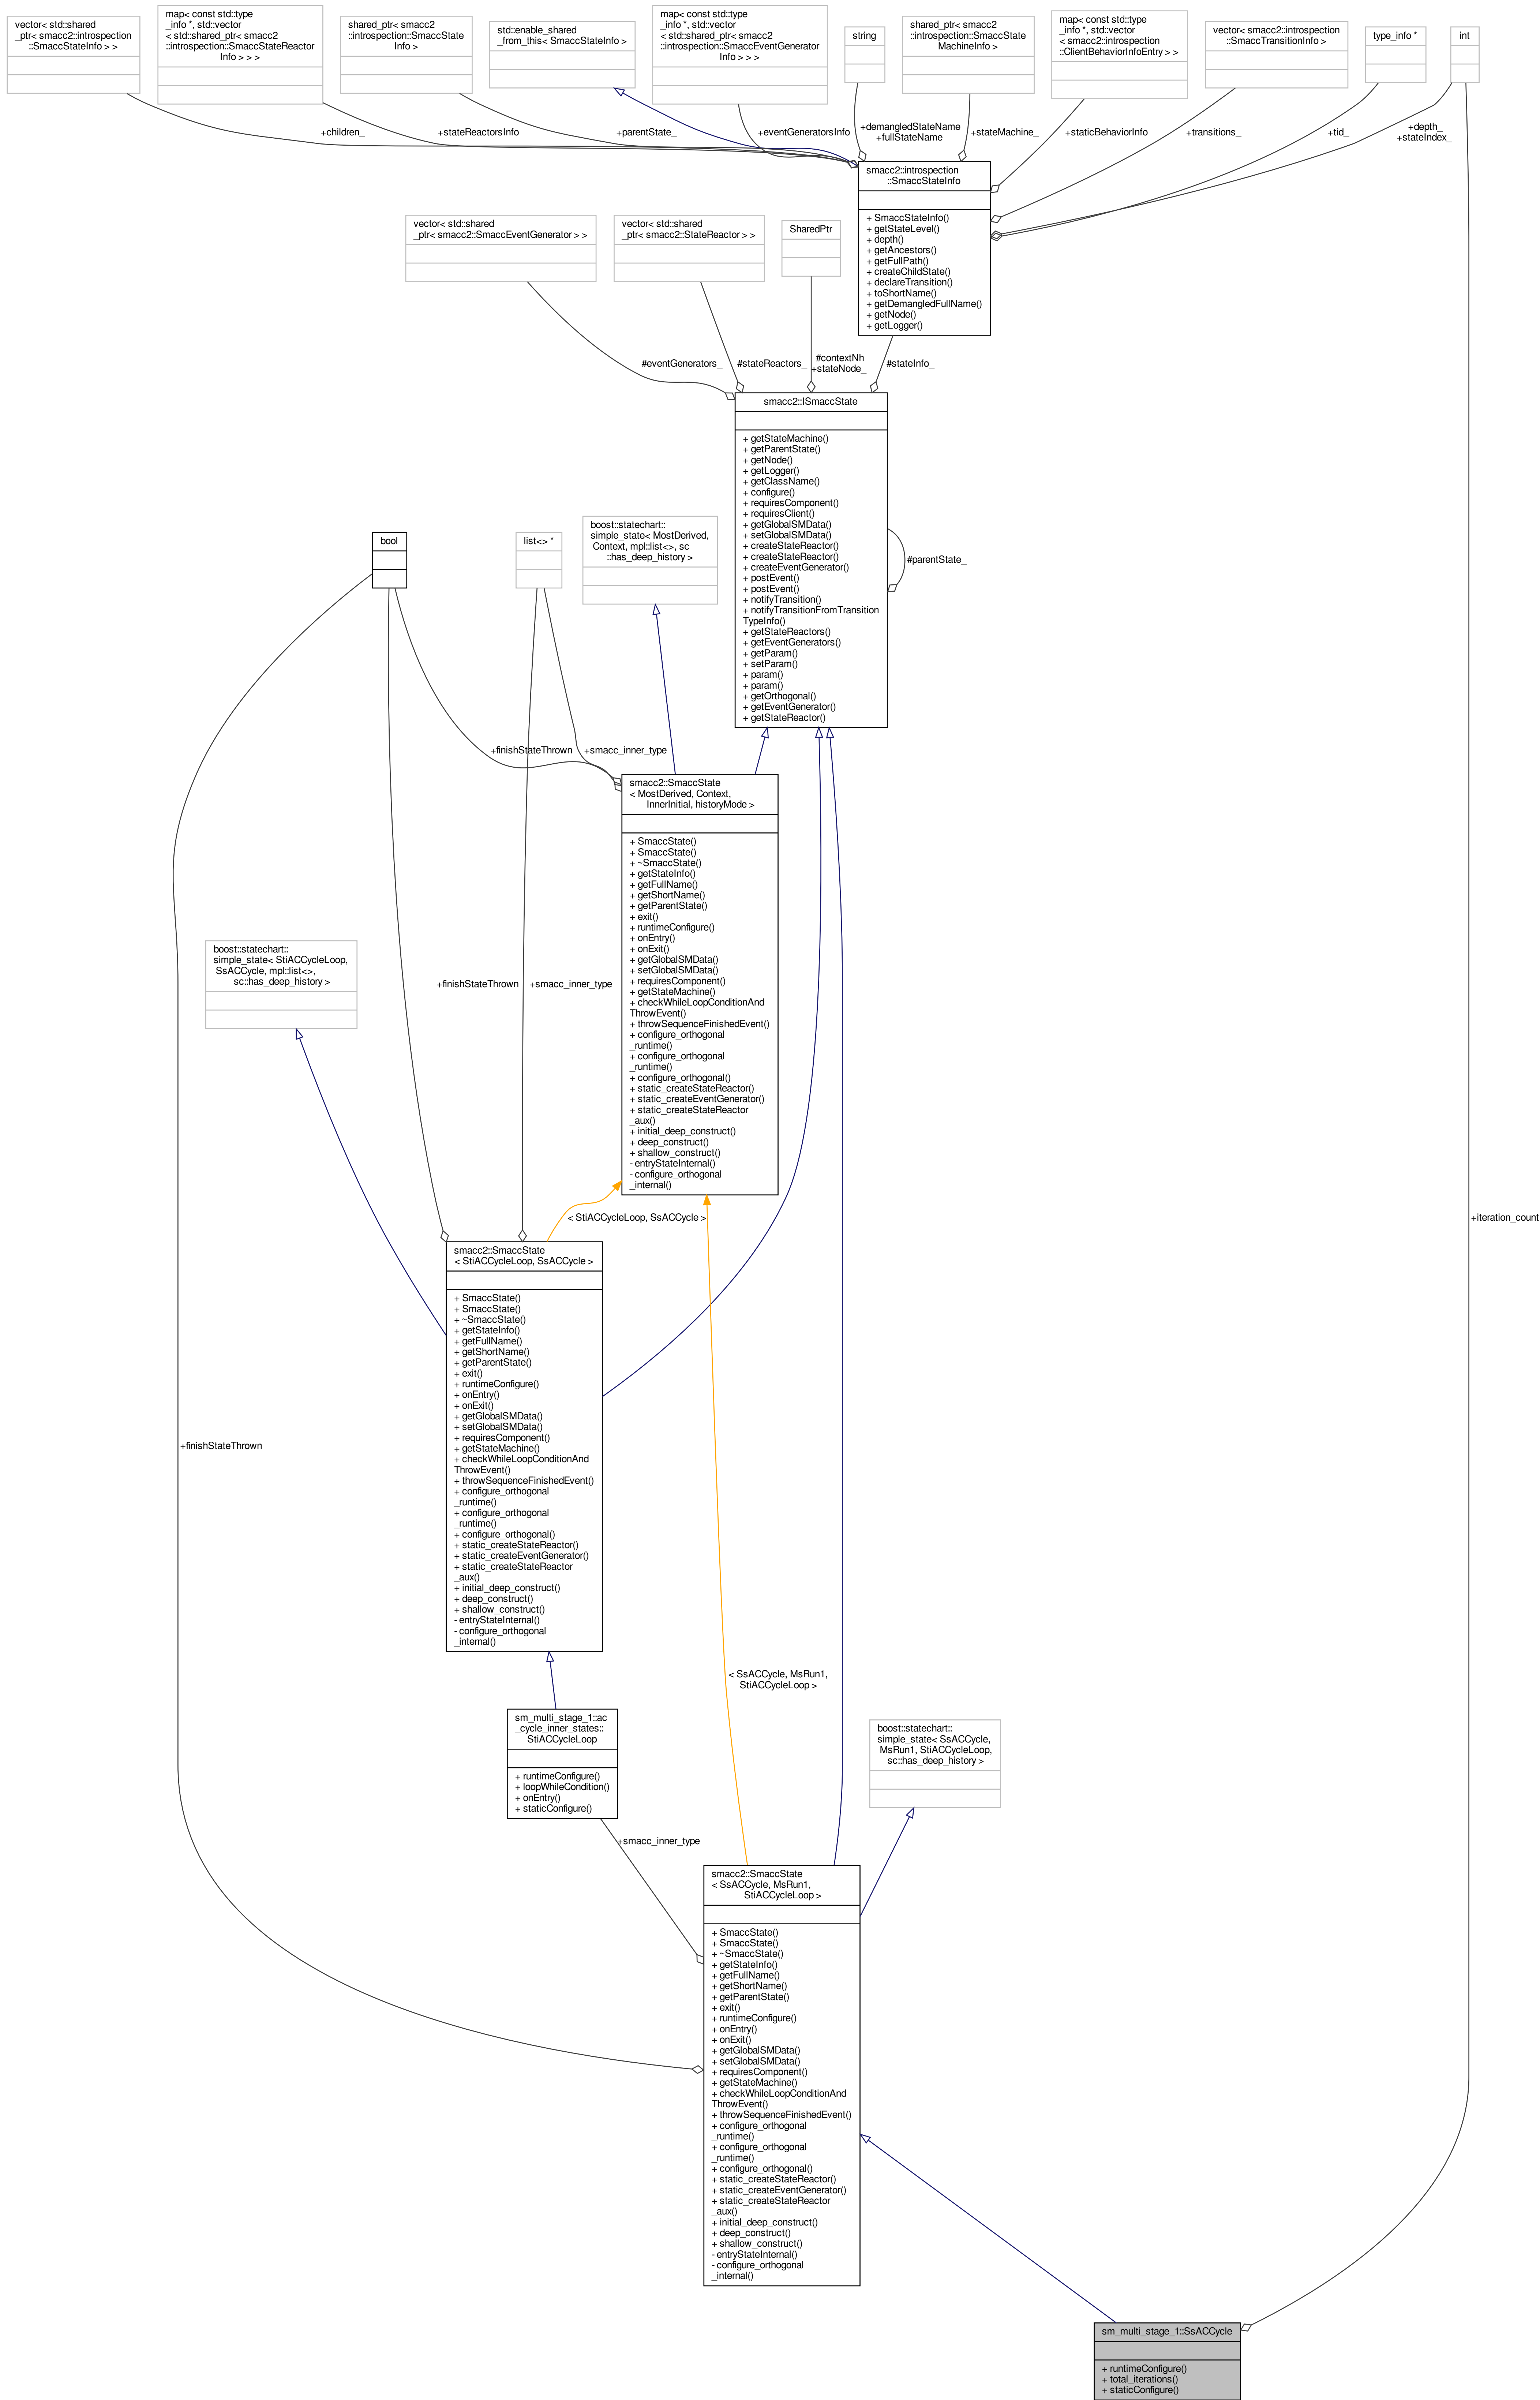 vector< std::shared
_ptr< smacc2::introspection
::SmaccStateInfo > >
map< const std::type
_info *, std::vector
< std::shared_ptr< smacc2
::introspection::SmaccStateReactor
Info > > >
shared_ptr< smacc2
::introspection::SmaccState
Info >
std::enable_shared
_from_this< SmaccStateInfo >
map< const std::type
_info *, std::vector
< std::shared_ptr< smacc2
::introspection::SmaccEventGenerator
Info > > >
string
shared_ptr< smacc2
::introspection::SmaccState
MachineInfo >
map< const std::type
_info *, std::vector
< smacc2::introspection
::ClientBehaviorInfoEntry > >
vector< smacc2::introspection
::SmaccTransitionInfo >
type_info *
int
+children_
+stateReactorsInfo
+parentState_
+eventGeneratorsInfo
+demangledStateName
+fullStateName
+stateMachine_
+staticBehaviorInfo
+transitions_
+tid_
+depth_
+stateIndex_
smacc2::introspection
::SmaccStateInfo
+ SmaccStateInfo()
+ getStateLevel()
+ depth()
+ getAncestors()
+ getFullPath()
+ createChildState()
+ declareTransition()
+ toShortName()
+ getDemangledFullName()
+ getNode()
+ getLogger()
vector< std::shared
_ptr< smacc2::SmaccEventGenerator > >
vector< std::shared
_ptr< smacc2::StateReactor > >
SharedPtr
#eventGenerators_
#stateReactors_
#contextNh
+stateNode_
#stateInfo_
smacc2::ISmaccState
+ getStateMachine()
+ getParentState()
+ getNode()
+ getLogger()
+ getClassName()
+ configure()
+ requiresComponent()
+ requiresClient()
+ getGlobalSMData()
+ setGlobalSMData()
+ createStateReactor()
+ createStateReactor()
+ createEventGenerator()
+ postEvent()
+ postEvent()
+ notifyTransition()
+ notifyTransitionFromTransition
TypeInfo()
+ getStateReactors()
+ getEventGenerators()
+ getParam()
+ setParam()
+ param()
+ param()
+ getOrthogonal()
+ getEventGenerator()
+ getStateReactor()
#parentState_
bool
list<> *
boost::statechart::
simple_state< MostDerived,
Context, mpl::list<>, sc
::has_deep_history >
+finishStateThrown
+smacc_inner_type
smacc2::SmaccState
< MostDerived, Context,
InnerInitial, historyMode >
+ SmaccState()
+ SmaccState()
+ ~SmaccState()
+ getStateInfo()
+ getFullName()
+ getShortName()
+ getParentState()
+ exit()
+ runtimeConfigure()
+ onEntry()
+ onExit()
+ getGlobalSMData()
+ setGlobalSMData()
+ requiresComponent()
+ getStateMachine()
+ checkWhileLoopConditionAnd
ThrowEvent()
+ throwSequenceFinishedEvent()
+ configure_orthogonal
_runtime()
+ configure_orthogonal
_runtime()
+ configure_orthogonal()
+ static_createStateReactor()
+ static_createEventGenerator()
+ static_createStateReactor
_aux()
+ initial_deep_construct()
+ deep_construct()
+ shallow_construct()
- entryStateInternal()
- configure_orthogonal
_internal()
boost::statechart::
simple_state< StiACCycleLoop,
SsACCycle, mpl::list<>,
sc::has_deep_history >
+finishStateThrown
+smacc_inner_type
< StiACCycleLoop, SsACCycle >
+iteration_count
smacc2::SmaccState
< StiACCycleLoop, SsACCycle >
+ SmaccState()
+ SmaccState()
+ ~SmaccState()
+ getStateInfo()
+ getFullName()
+ getShortName()
+ getParentState()
+ exit()
+ runtimeConfigure()
+ onEntry()
+ onExit()
+ getGlobalSMData()
+ setGlobalSMData()
+ requiresComponent()
+ getStateMachine()
+ checkWhileLoopConditionAnd
ThrowEvent()
+ throwSequenceFinishedEvent()
+ configure_orthogonal
_runtime()
+ configure_orthogonal
_runtime()
+ configure_orthogonal()
+ static_createStateReactor()
+ static_createEventGenerator()
+ static_createStateReactor
_aux()
+ initial_deep_construct()
+ deep_construct()
+ shallow_construct()
- entryStateInternal()
- configure_orthogonal
_internal()
+finishStateThrown
< SsACCycle, MsRun1,
StiACCycleLoop >
sm_multi_stage_1::ac
_cycle_inner_states::
StiACCycleLoop
+ runtimeConfigure()
+ loopWhileCondition()
+ onEntry()
+ staticConfigure()
boost::statechart::
simple_state< SsACCycle,
MsRun1, StiACCycleLoop,
sc::has_deep_history >
+smacc_inner_type
smacc2::SmaccState
< SsACCycle, MsRun1,
StiACCycleLoop >
+ SmaccState()
+ SmaccState()
+ ~SmaccState()
+ getStateInfo()
+ getFullName()
+ getShortName()
+ getParentState()
+ exit()
+ runtimeConfigure()
+ onEntry()
+ onExit()
+ getGlobalSMData()
+ setGlobalSMData()
+ requiresComponent()
+ getStateMachine()
+ checkWhileLoopConditionAnd
ThrowEvent()
+ throwSequenceFinishedEvent()
+ configure_orthogonal
_runtime()
+ configure_orthogonal
_runtime()
+ configure_orthogonal()
+ static_createStateReactor()
+ static_createEventGenerator()
+ static_createStateReactor
_aux()
+ initial_deep_construct()
+ deep_construct()
+ shallow_construct()
- entryStateInternal()
- configure_orthogonal
_internal()
sm_multi_stage_1::SsACCycle
+ runtimeConfigure()
+ total_iterations()
+ staticConfigure()